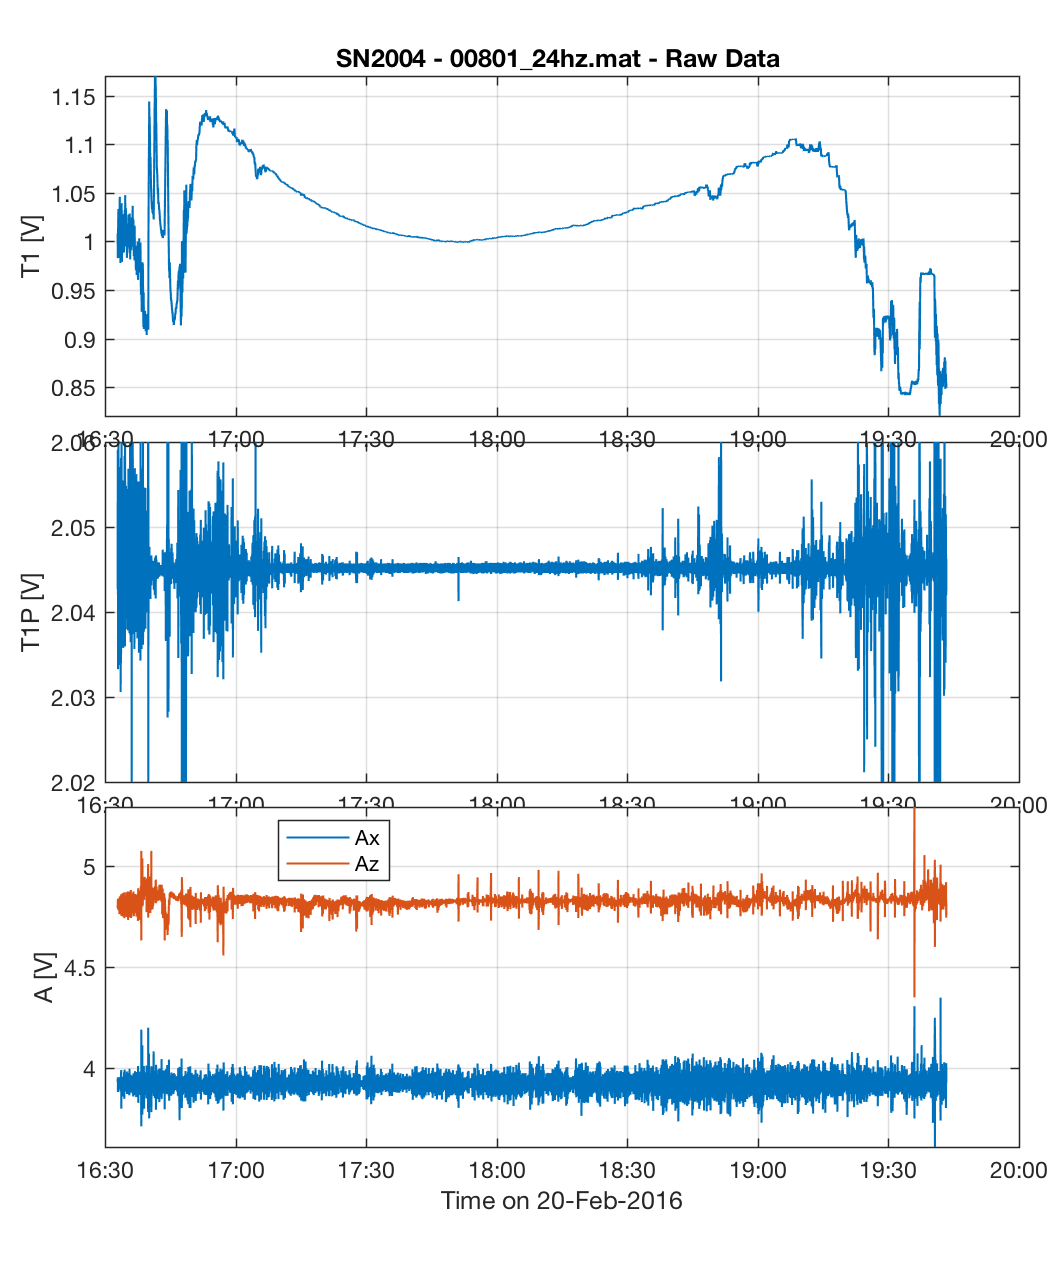 SN2004 - 00801_24hz.mat - Raw Data
1.15
1.1
1.05
1
0.95
0.9
0.85
T1 [V]
16:30 17:00 17:30 18:00 18:30 19:00 19:30 20:00
2.06
2.05
2.04
2.03
2.02
T1P [V]
16:30 17:00 17:30 18:00 18:30 19:00 19:30 20:00
Ax
Az
5
4.5
4
A [V]
16:30 17:00 17:30 18:00 18:30 19:00 19:30 20:00
Time on 20-Feb-2016